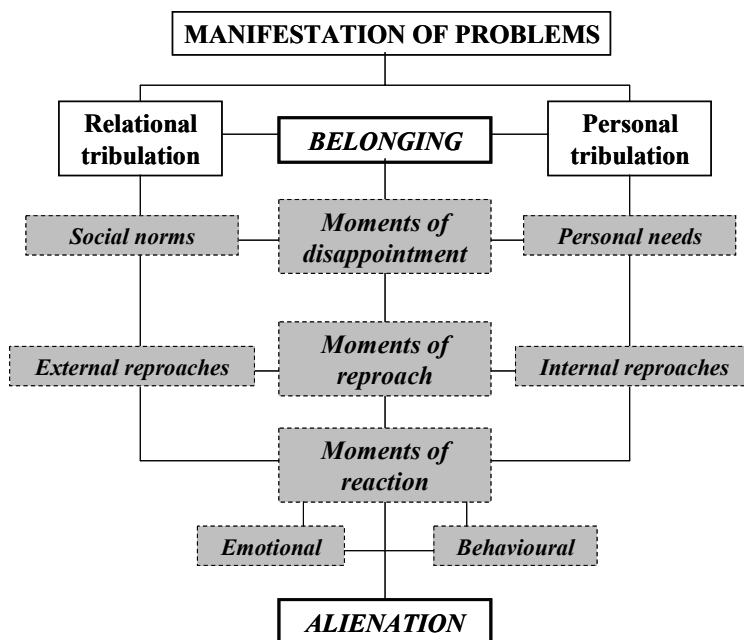 MANIFESTATION OF PROBLEMS
Relational
tribulation
BELONGING
Personal
tribulation
Social norms
Moments of
disappointment
Personal needs
External reproaches
Moments of
reproach
Internal reproaches
Moments of
reaction
Emotional
Behavioural
ALIENATION